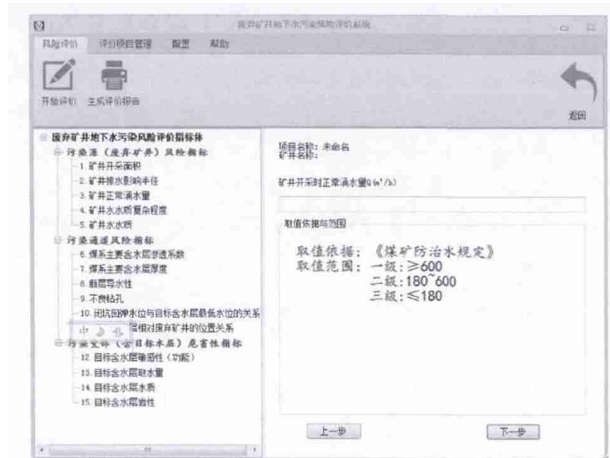 废弃矿井地下水污染风险评价系统
风险评价 评价项目管理 配置 帮助
开始评价 生成评价报告
返回
废弃矿井地下水污染风险评价指标体
污染源（废弃矿井）风险指标
1. 矿井开采面积
2. 矿井排水影响半径
3. 矿井正常涌水量
4. 矿井水水质复杂程度
5. 矿井水水质
污染通道风险指标
6. 煤系主要含水层渗透系数
7. 煤系主要含水层厚度
8. 断层导水性
9. 不良钻孔
10. 闭坑回弹水位与目标含水层最低水位的关系
层相对废弃矿井的位置关系
污染受体（含目标水层）危害性指标
12. 目标含水层敏感性（功能）
13. 目标含水层取水量
14. 目标含水层水质
15. 目标含水层岩性
项目名称：未命名
矿井名称：
矿井开采时正常涌水量Q(m³/h)
取值依据与范围
取值依据：《煤矿防治水规定》
取值范围：一级：≥600
二级：180~600
三级：≤180
上一步 下一步